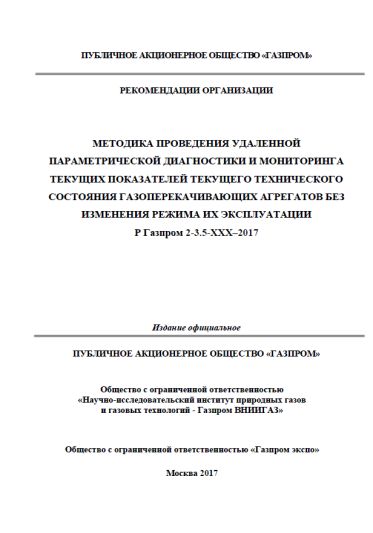 ПУБЛИЧНОЕ АКЦИОНЕРНОЕ ОБЩЕСТВО «ГАЗПРОМ»
РЕКОМЕНДАЦИИ ОРГАНИЗАЦИИ
МЕТОДИКА ПРОВЕДЕНИЯ УДАЛЕННОЙ
ПАРАМЕТРИЧЕСКОЙ ДИАГНОСТИКИ И МОНИТОРИНГА
ТЕКУЩИХ ПОКАЗАТЕЛЕЙ ТЕКУЩЕГО ТЕХНИЧЕСКОГО
СОСТОЯНИЯ ГАЗОПЕРЕКАЧИВАЮЩИХ АГРЕГАТОВ БЕЗ
ИЗМЕНЕНИЯ РЕЖИМА ИХ ЭКСПЛУАТАЦИИ
Р Газпром 2-3.5-ХХХ–2017
Издание официальное
ПУБЛИЧНОЕ АКЦИОНЕРНОЕ ОБЩЕСТВО «ГАЗПРОМ»
Общество с ограниченной ответственностью
«Научно-исследовательский институт природных газов
и газовых технологий - Газпром ВНИИГАЗ»
Общество с ограниченной ответственностью «Газпром экспо»
Москва 2017